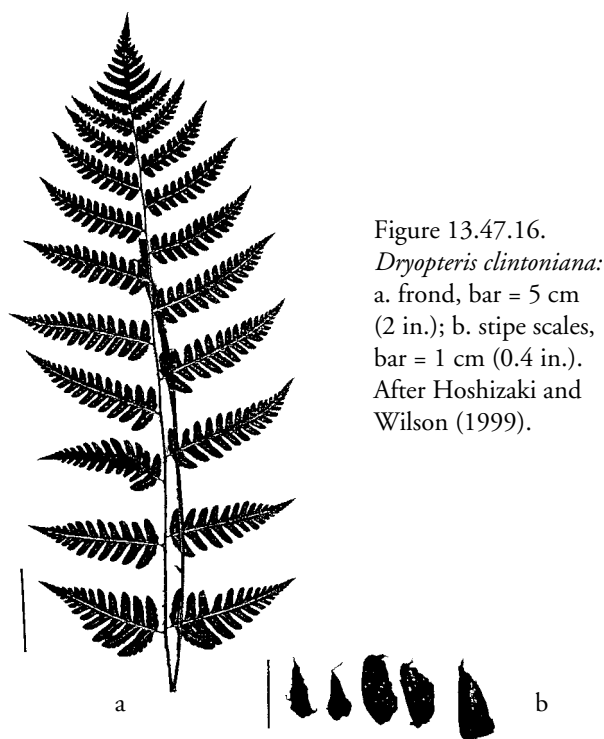 Figure 13.47.16.
Dryopteris clintoniana:
a. frond, bar = 5 cm
(2 in.); b. stipe scales,
bar = 1 cm (0.4 in.).
After Hoshizaki and
Wilson (1999).
a
b